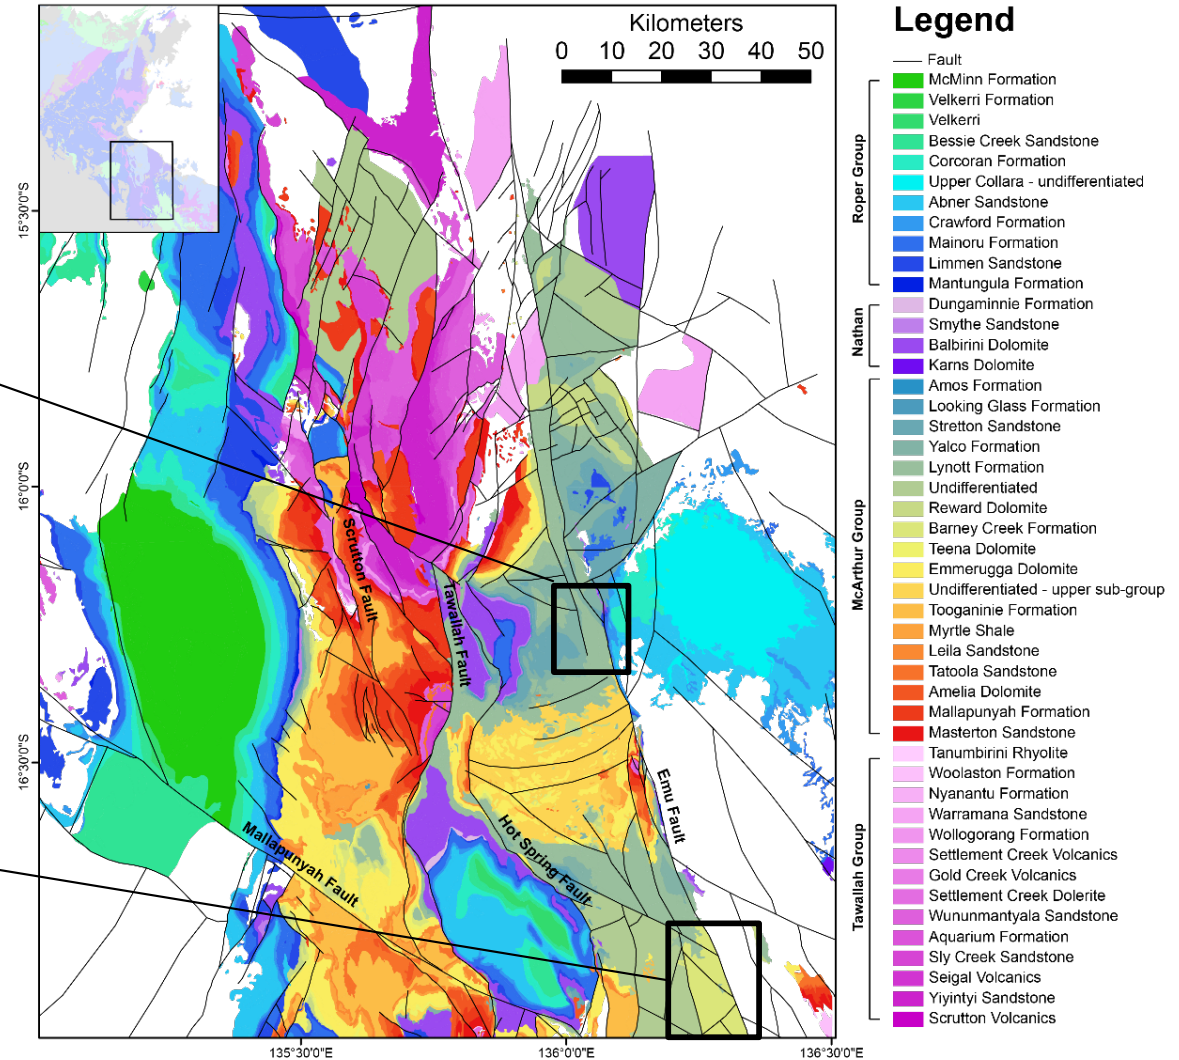 Kilometers
0 10 20 30 40 50
15°30'0"S
16°0'0"S
16°30'0"S
135°30'0"E
136°0'0"E
136°30'0"E
Scrutton Fault
Tawallah Fault
Emu Fault
Hot Spring Fault
Mallapunyah Fault
Legend
Fault
Roper Group
McMinn Formation
Velkerri Formation
Velkerri
Bessie Creek Sandstone
Corcoran Formation
Upper Collara - undifferentiated
Abner Sandstone
Crawford Formation
Mainoru Formation
Limmen Sandstone
Mantungula Formation
Nathan
Dungaminnie Formation
Smythe Sandstone
Balbirini Dolomite
Karns Dolomite
McArthur Group
Amos Formation
Looking Glass Formation
Stretton Sandstone
Yalco Formation
Lynott Formation
Undifferentiated
Reward Dolomite
Barney Creek Formation
Teena Dolomite
Emmerugga Dolomite
Undifferentiated - upper sub-group
Tooganinie Formation
Myrtle Shale
Leila Sandstone
Tatoola Sandstone
Amelia Dolomite
Mallapunyah Formation
Masterton Sandstone
Tawallah Group
Tanumbirini Rhyolite
Woolaston Formation
Nyanantu Formation
Warramana Sandstone
Wollogorang Formation
Settlement Creek Volcanics
Gold Creek Volcanics
Settlement Creek Dolerite
Wununmantyala Sandstone
Aquarium Formation
Sly Creek Sandstone
Seigal Volcanics
Yiyintyi Sandstone
Scrutton Volcanics